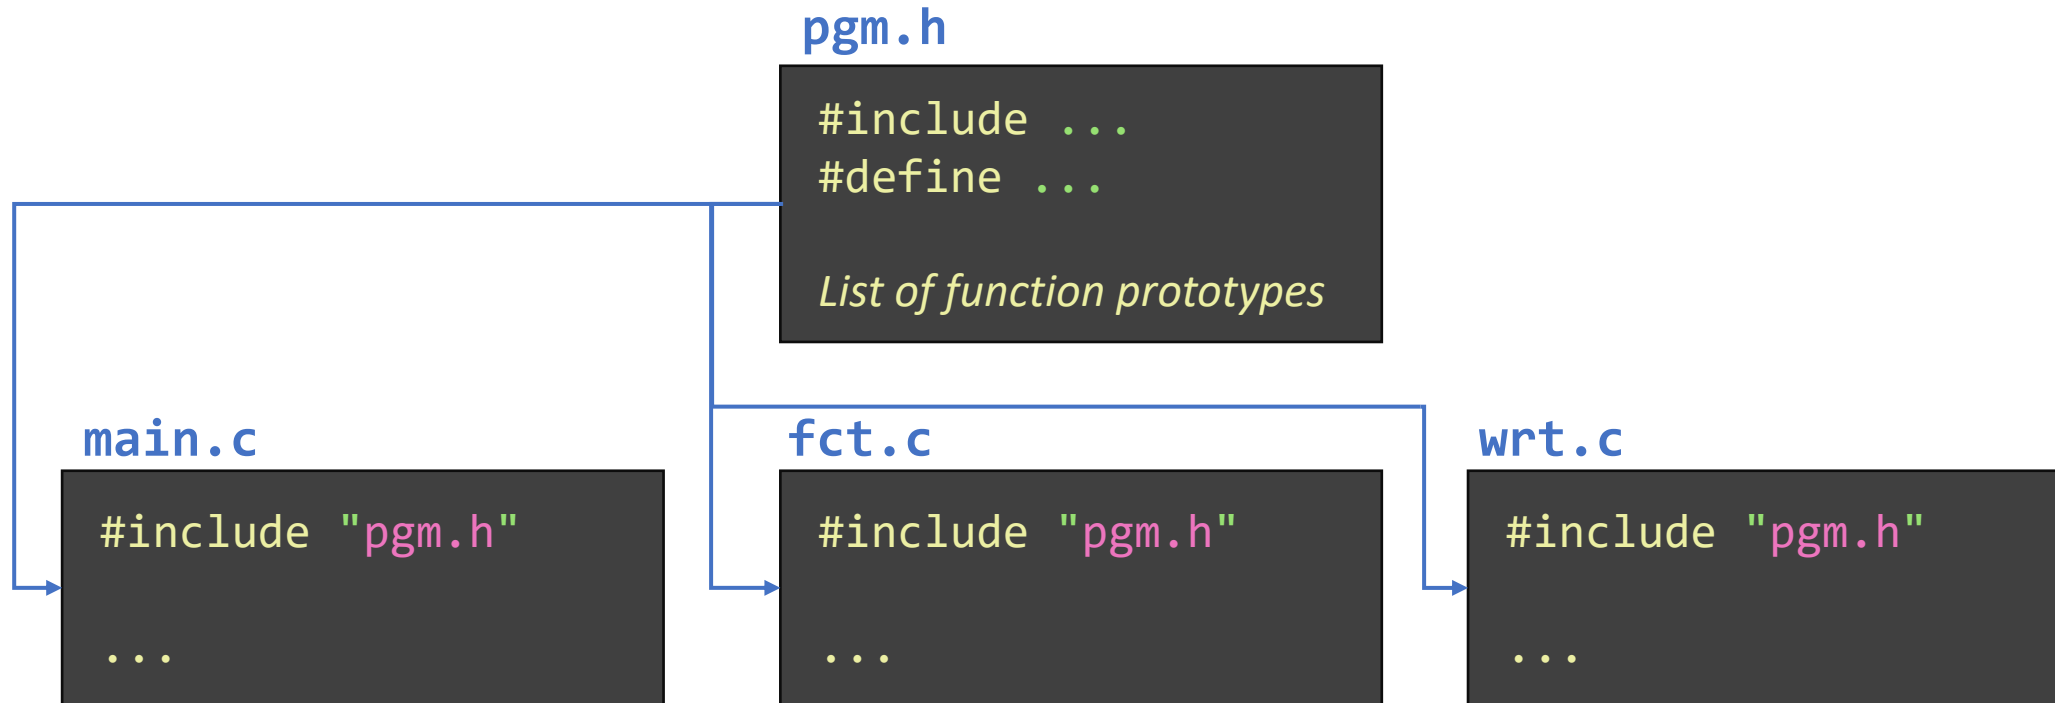 pgm.h
#include ...
#define ...
List of function prototypes
main.c
#include "pgm.h"
...
fct.c
#include "pgm.h"
...
wrt.c
#include "pgm.h"
...